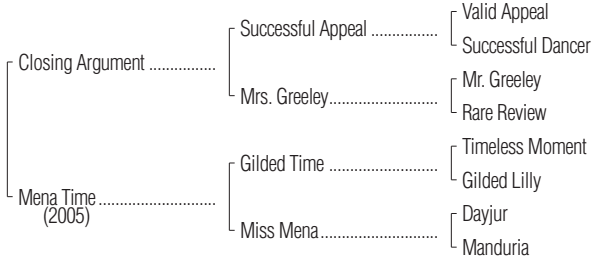 Valid Appeal
Successful Appeal ................
Successful Dancer
Closing Argument ...............
Mr. Greeley
Mrs. Greeley........................
Rare Review
Timeless Moment
Gilded Time ........................
Gilded Lilly
Mena Time ..........................
(2005)
Dayjur
Miss Mena..........................
Manduria